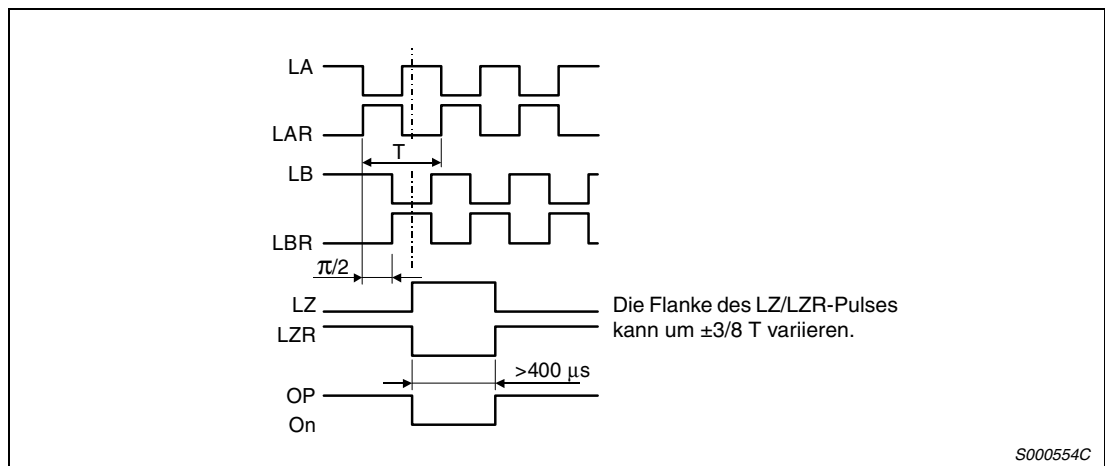 LA
LAR
T
LB
LBR
π/2
LZ
Die Flanke des LZ/LZR-Pulses
kann um ±3/8 T variieren.
LZR
>400 µs
OP
On
S000554C